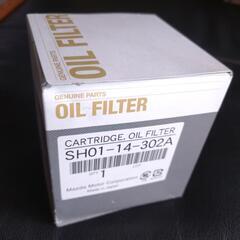 GENUINE PARTS
OIL FILTER
GENUINE PARTS
OIL FILTER
CARTRIDGE, OIL FILTER
SH01-14-302A
QTY
1
Mazda Motor Corporation
Made in Japan